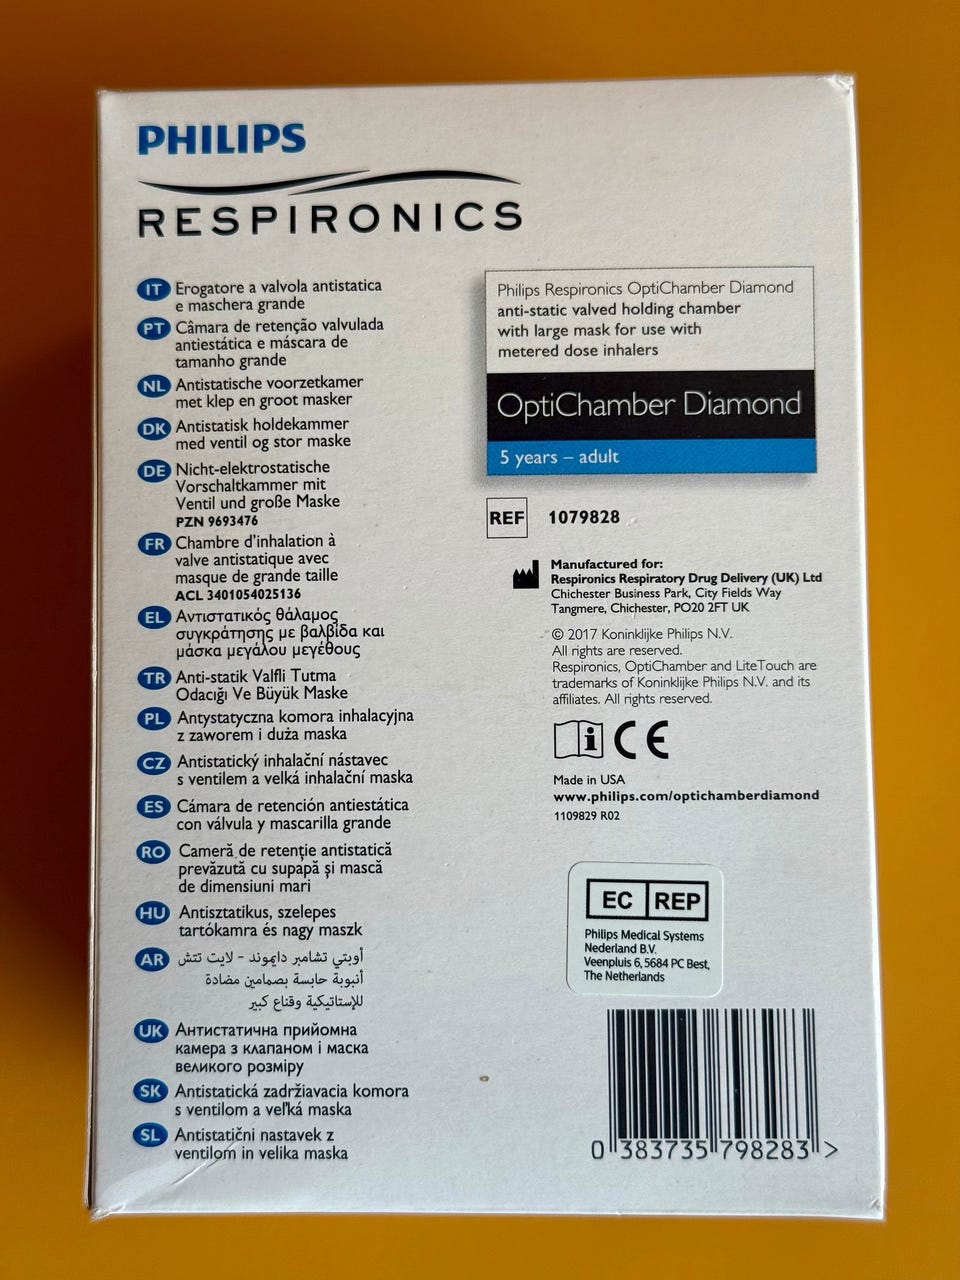 PHILIPS
RESPIRONICS
IT Erogatore a valvola antistatica
e maschera grande
PT Câmara de retenção valvulada
antiestática e máscara de
tamanho grande
NL Antistatische voorzetkamer
met klep en groot masker
DK Antistatisk holdekammer
med ventil og stor maske
DE Nicht-elektrostatische
Vorschaltkammer mit
Ventil und große Maske
PZN 9693476
FR Chambre d'inhalation à
valve antistatique avec
masque de grande taille
ACL 3401054025136
EL Αντιστατικός θάλαμος
συγκράτησης με βαλβίδα και
μάσκα μεγάλου μεγέθους
TR Anti-statik Valfli Tutma
Odacığı Ve Büyük Maske
PL Antystatyczna komora inhalacyjna
z zaworem i duża maska
CZ Antistatický inhalační nástavec
s ventilem a velká inhalační maska
ES Cámara de retención antiestática
con válvula y mascarilla grande
RO Cameră de retenție antistatică
prevăzută cu supapă și mască
de dimensiuni mari
HU Antisztatikus, szelepes
tartókamra és nagy maszk
AR أوبتي تشامبر دايموند - لايت تتش
أنبوبة حابسة بصمامين مضادة
للإستاتيكية وقناع كبير
UK Антистатична прийомна
камера з клапаном і маска
великого розміру
SK Antistatická zadržiavacia komora
s ventilom a veľká maska
SL Antistatični nastavek z
ventilom in velika maska
Philips Respironics OptiChamber Diamond
anti-static valved holding chamber
with large mask for use with
metered dose inhalers
OptiChamber Diamond
5 years – adult
REF 1079828
Manufactured for:
Respironics Respiratory Drug Delivery (UK) Ltd
Chichester Business Park, City Fields Way
Tangmere, Chichester, PO20 2FT UK
© 2017 Koninklijke Philips N.V.
All rights are reserved.
Respironics, OptiChamber and LiteTouch are
trademarks of Koninklijke Philips N.V. and its
affiliates. All rights reserved.
i CE
Made in USA
www.philips.com/optichamberdiamond
1109829 R02
EC REP
Philips Medical Systems
Nederland B.V.
Veenpluis 6, 5684 PC Best,
The Netherlands
0 383735 798283 >